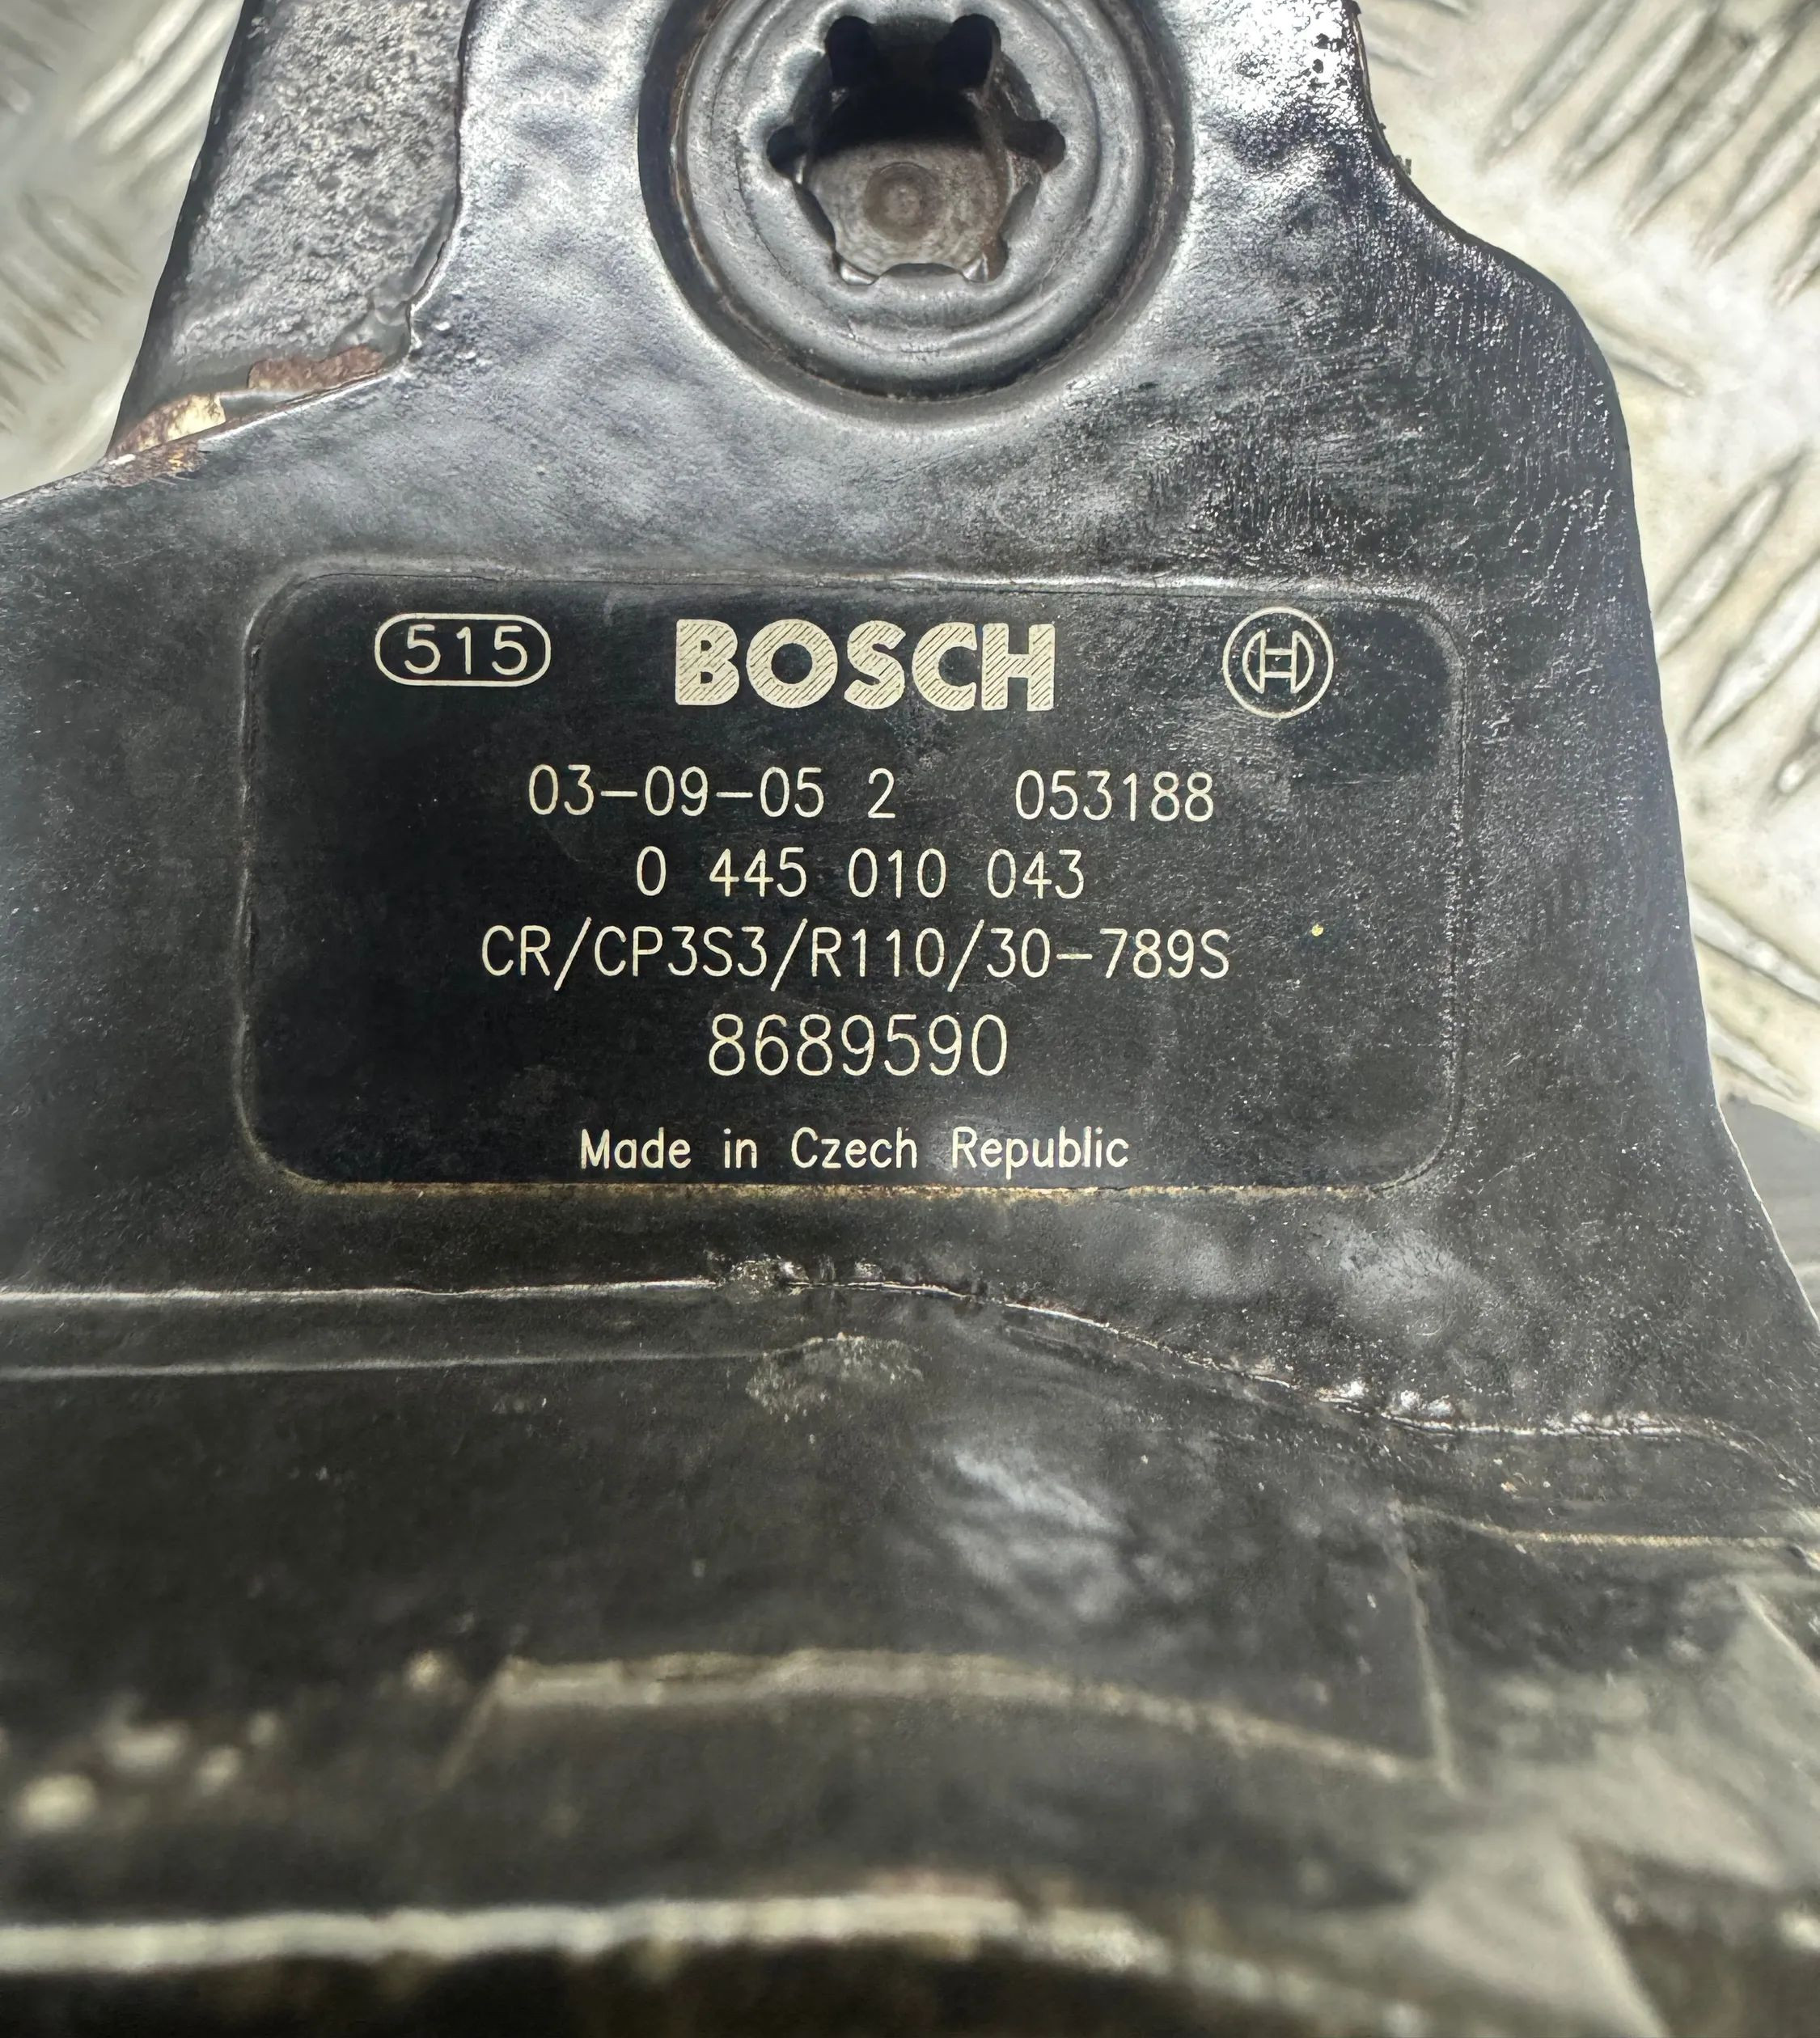 515 BOSCH
03-09-05 2 053188
0 445 010 043
CR/CP3S3/R110/30-789S
8689590
Made in Czech Republic